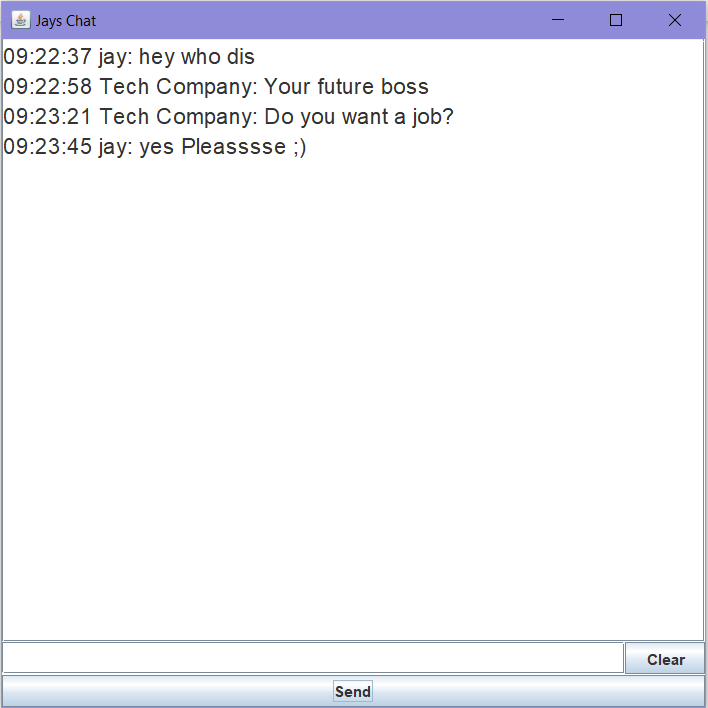 Jays Chat
09:22:37 jay: hey who dis
09:22:58 Tech Company: Your future boss
09:23:21 Tech Company: Do you want a job?
09:23:45 jay: yes Pleasssse ;)
Clear
Send